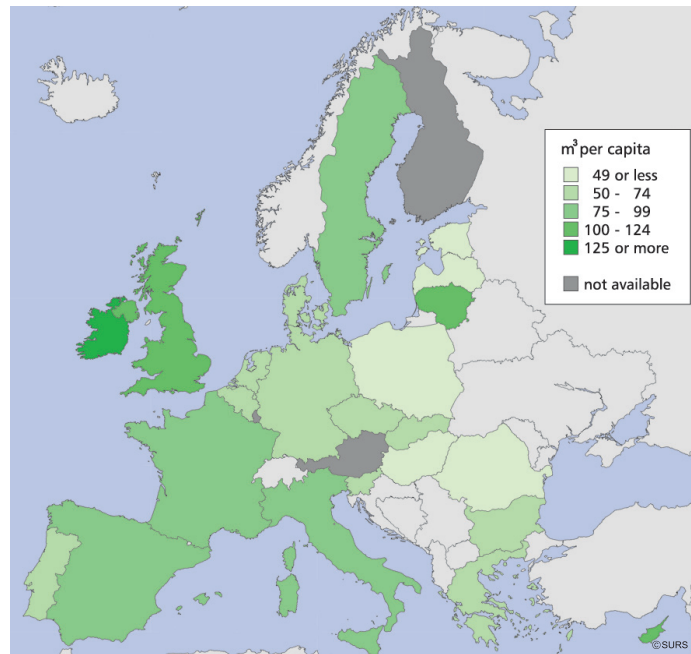 m³ per capita
49 or less
50 - 74
75 - 99
100 - 124
125 or more
not available
©SURS